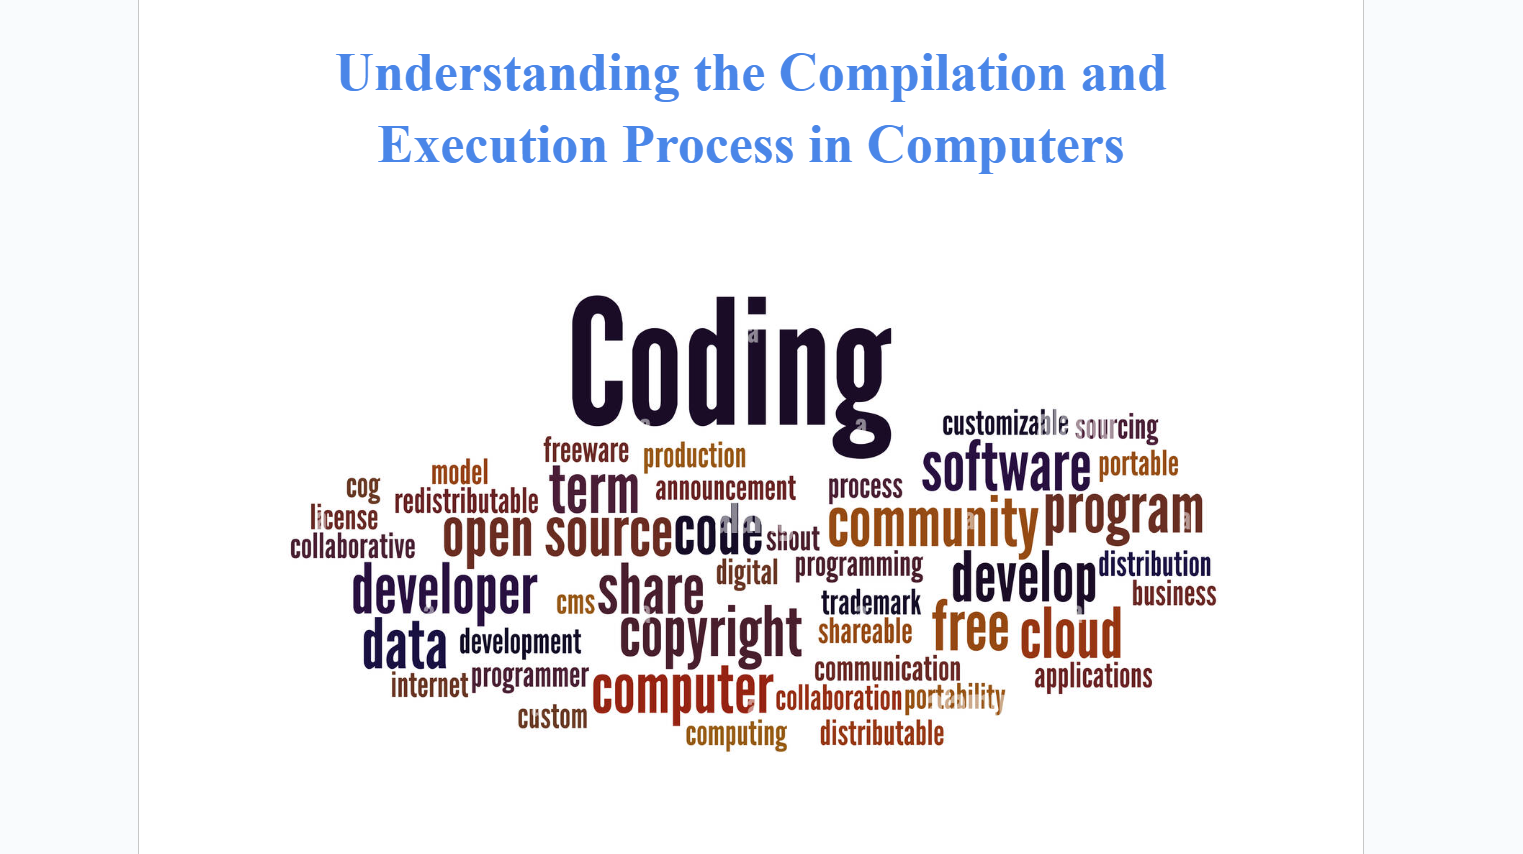 Understanding the Compilation and
Execution Process in Computers
Coding
customizable sourcing
freeware production software portable
model
cog redistributable term announcement process
license open source code shout community program
collaborative
developer cms share digital programming develop distribution
trademark business
data development copyright shareable free cloud
internet programmer computer communication applications
custom collaboration portability
computing distributable